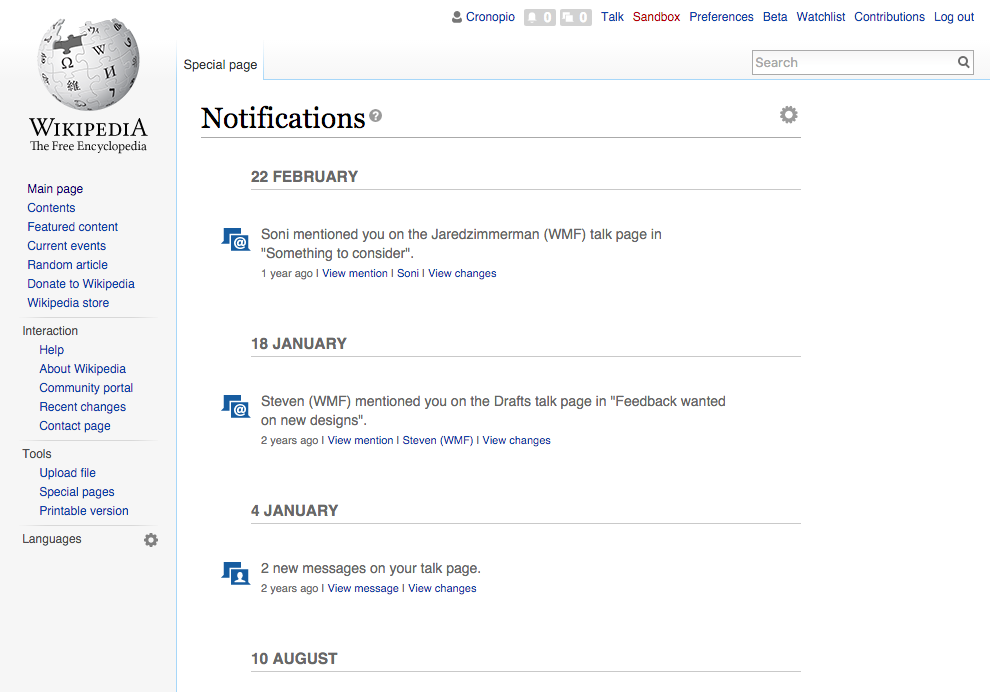 Cronopio 0 0 Talk Sandbox Preferences Beta Watchlist Contributions Log out
Special page
Search
Ω W И 維 7
WIKIPEDIA
The Free Encyclopedia
Main page
Contents
Featured content
Current events
Random article
Donate to Wikipedia
Wikipedia store
Interaction
Help
About Wikipedia
Community portal
Recent changes
Contact page
Tools
Upload file
Special pages
Printable version
Languages
Notifications ?
22 FEBRUARY
@
Soni mentioned you on the Jaredzimmerman (WMF) talk page in
"Something to consider".
1 year ago | View mention | Soni | View changes
18 JANUARY
@
Steven (WMF) mentioned you on the Drafts talk page in "Feedback wanted
on new designs".
2 years ago | View mention | Steven (WMF) | View changes
4 JANUARY
2 new messages on your talk page.
2 years ago | View message | View changes
10 AUGUST